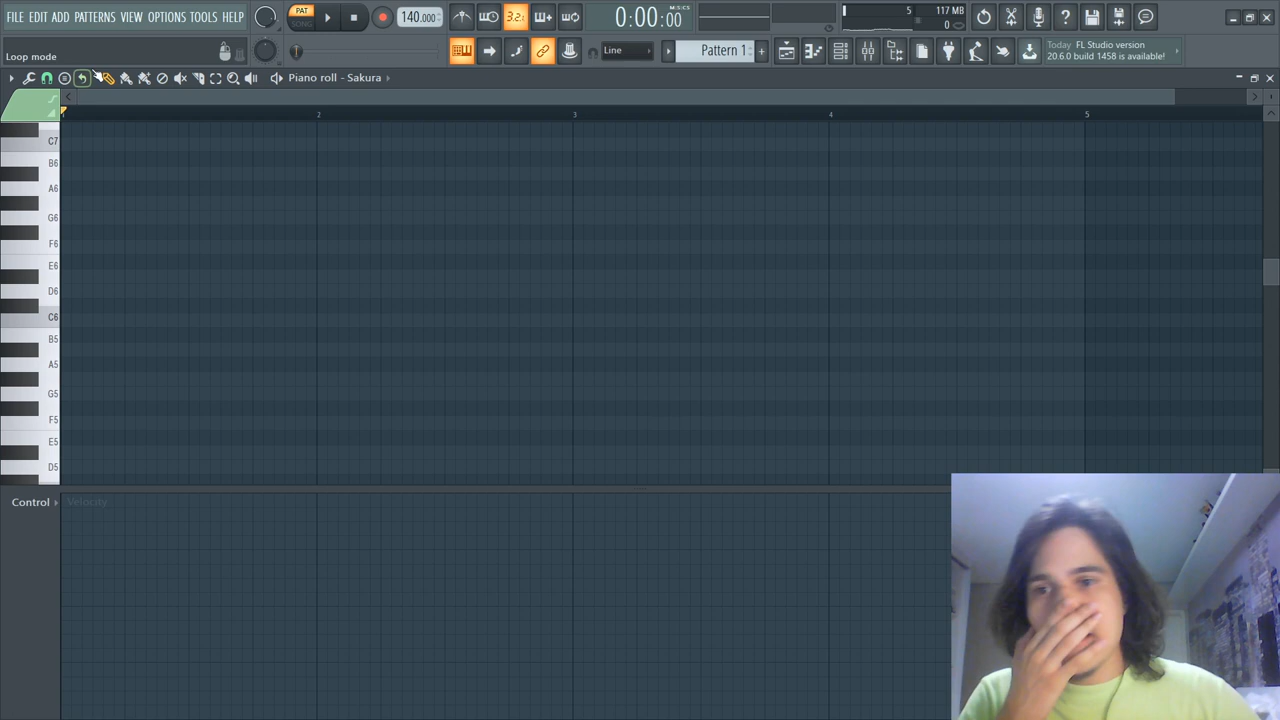 FILE EDIT ADD PATTERNS VIEW OPTIONS TOOLS HELP
Loop mode
PAT
SONG
140.000
3.2.
0:00:00
M:S:CS
5
117 MB
0
Line
Pattern 1
+
Today FL Studio version
20.6.0 build 1458 is available!
Piano roll - Sakura
2
3
4
5
C7
B6
A6
G6
F6
E6
D6
C6
B5
A5
G5
F5
E5
D5
Control
Velocity